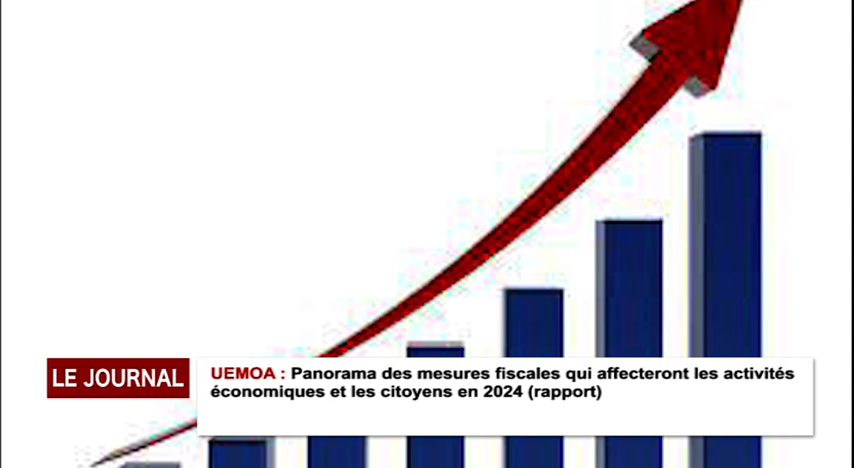 LE JOURNAL
UEMOA : Panorama des mesures fiscales qui affecteront les activités
économiques et les citoyens en 2024 (rapport)